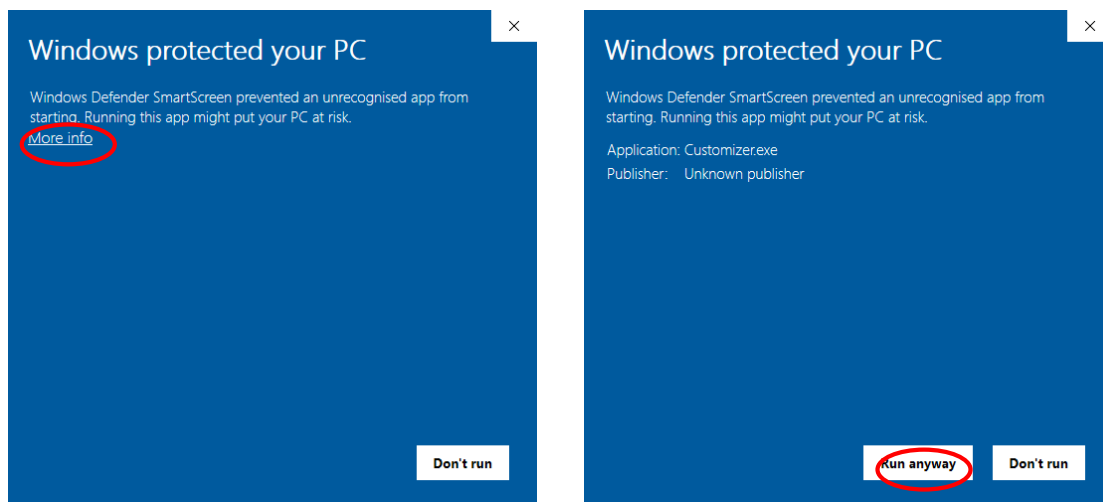 Windows protected your PC
Windows Defender SmartScreen prevented an unrecognised app from
starting. Running this app might put your PC at risk.
More info
Don't run
Windows protected your PC
Windows Defender SmartScreen prevented an unrecognised app from
starting. Running this app might put your PC at risk.
Application: Customizer.exe
Publisher: Unknown publisher
Run anyway Don't run